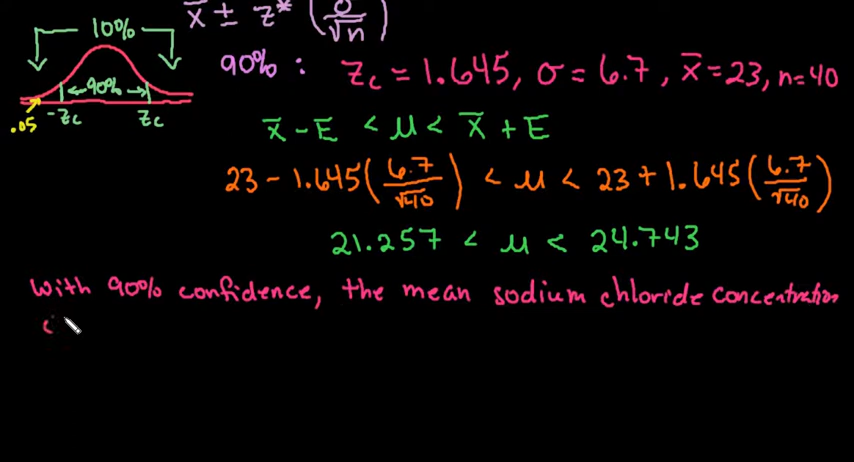 x̄ ± z* (σ/√n)
10%
90%
.05 -Zc Zc
90% : Zc = 1.645, σ = 6.7, x̄ = 23, n = 40
x̄ - E < μ < x̄ + E
23 - 1.645(6.7/√40) < μ < 23 + 1.645(6.7/√40)
21.257 < μ < 24.743
With 90% confidence, the mean sodium chloride concentration